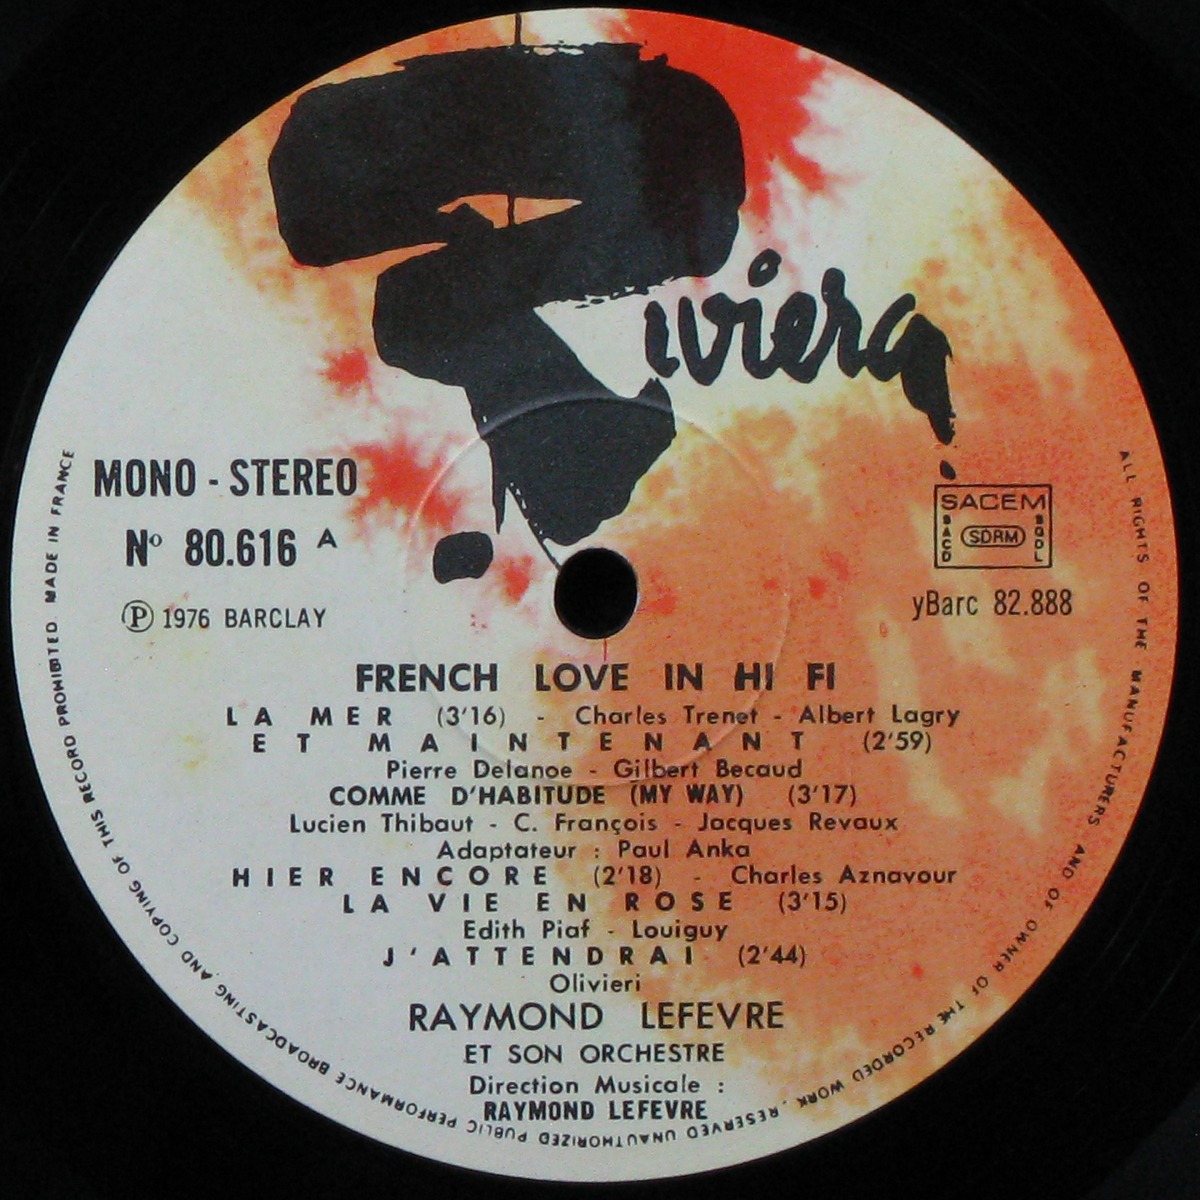 Riviera
MONO - STEREO
Nº 80.616 A
SACEM
SACD
SDRM
SGDL
Ⓟ 1976 BARCLAY
yBarc 82.888
FRENCH LOVE IN HI FI
LA MER (3'16) - Charles Trenet - Albert Lagry
ET MAINTENANT (2'59)
Pierre Delanoe - Gilbert Becaud
COMME D'HABITUDE (MY WAY) (3'17)
Lucien Thibaut - C. François - Jacques Revaux
Adaptateur : Paul Anka
HIER ENCORE (2'18) - Charles Aznavour
LA VIE EN ROSE (3'15)
Edith Piaf - Louiguy
J'ATTENDRAI (2'44)
Olivieri
RAYMOND LEFEVRE
ET SON ORCHESTRE
Direction Musicale :
RAYMOND LEFEVRE
ALL RIGHTS OF THE MANUFACTURERS AND OF OWNER OF THE RECORDED WORK, RESERVED UNAUTHORIZED PUBLIC PERFORMANCE BROADCASTING AND COPYING OF THIS RECORD PROHIBITED MADE IN FRANCE